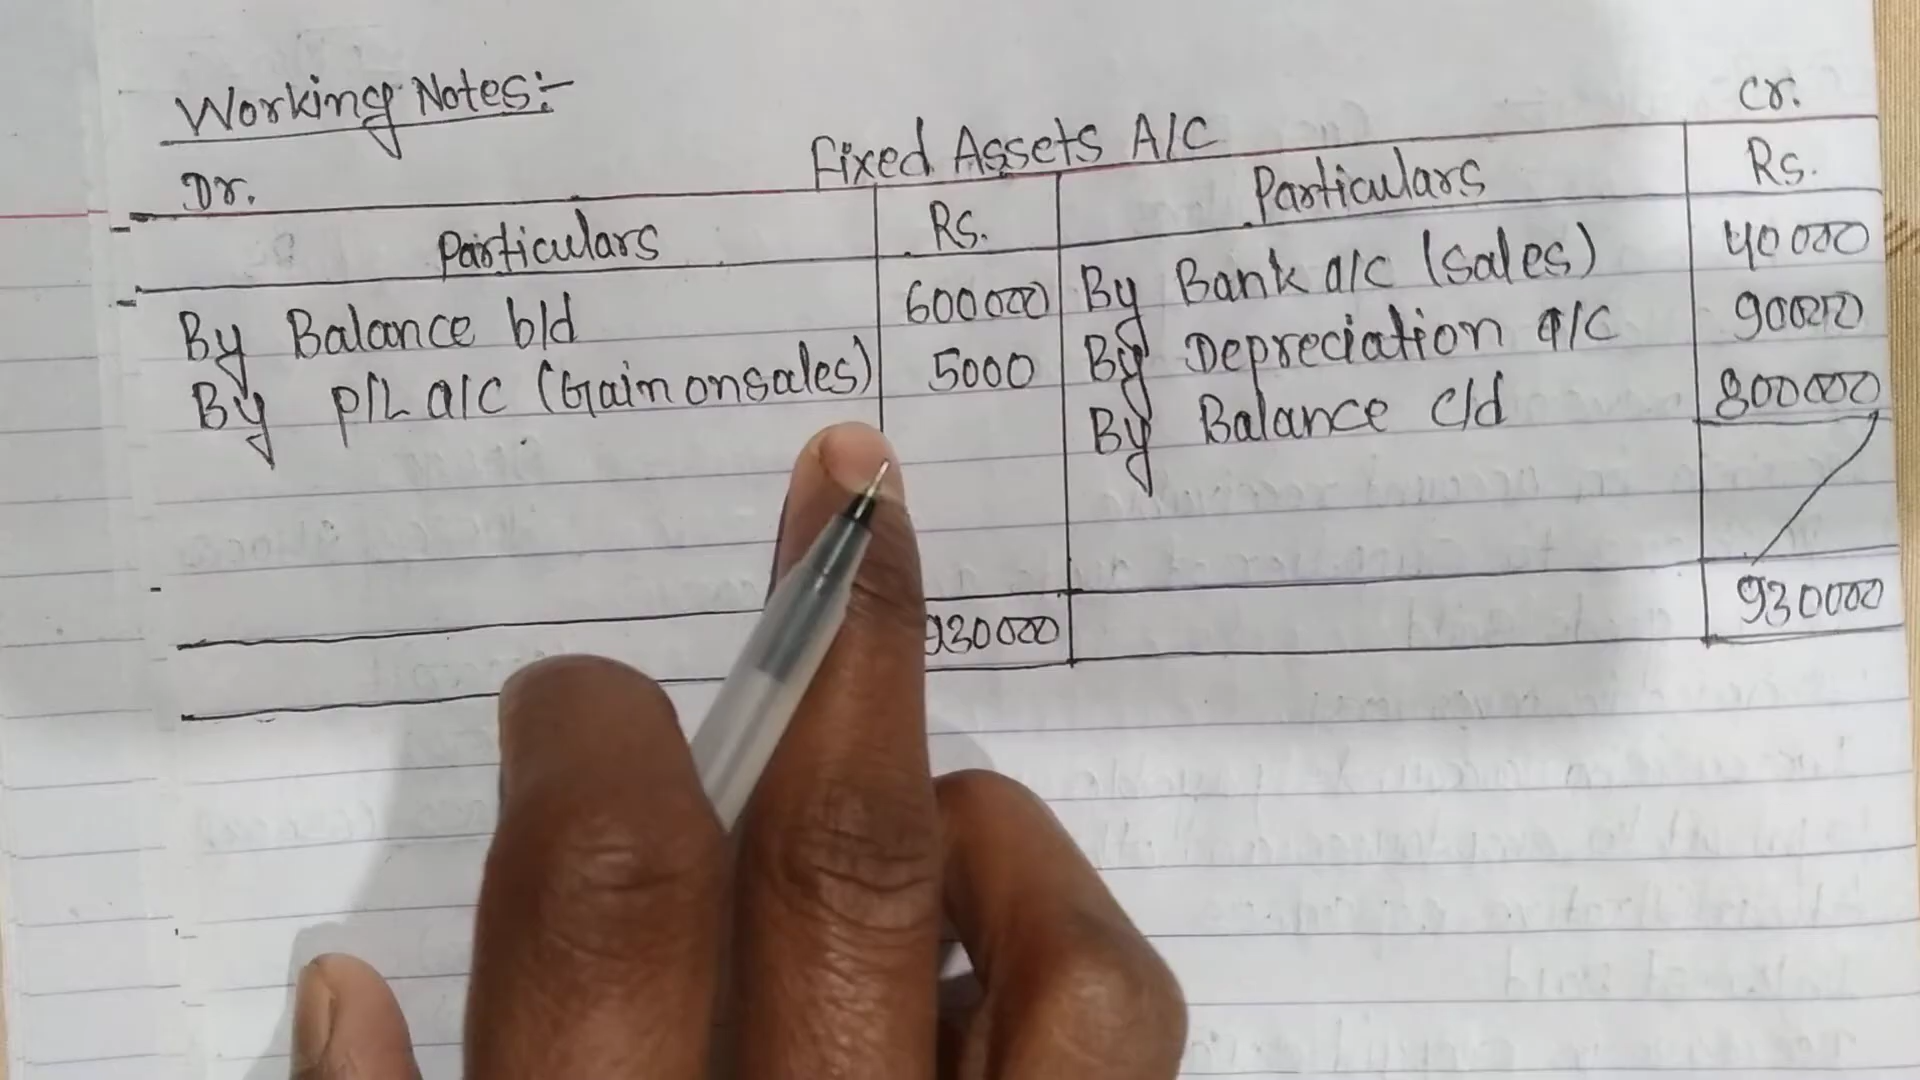 Working Notes:-
Dr. Fixed Assets A/C Cr.
Particulars Rs. Particulars Rs.
By Balance b/d 600000 By Bank a/c (Sales) 40000
By P/L a/c (Gain on sales) 5000 By Depreciation a/c 90000
By Balance c/d 800000
930000 930000